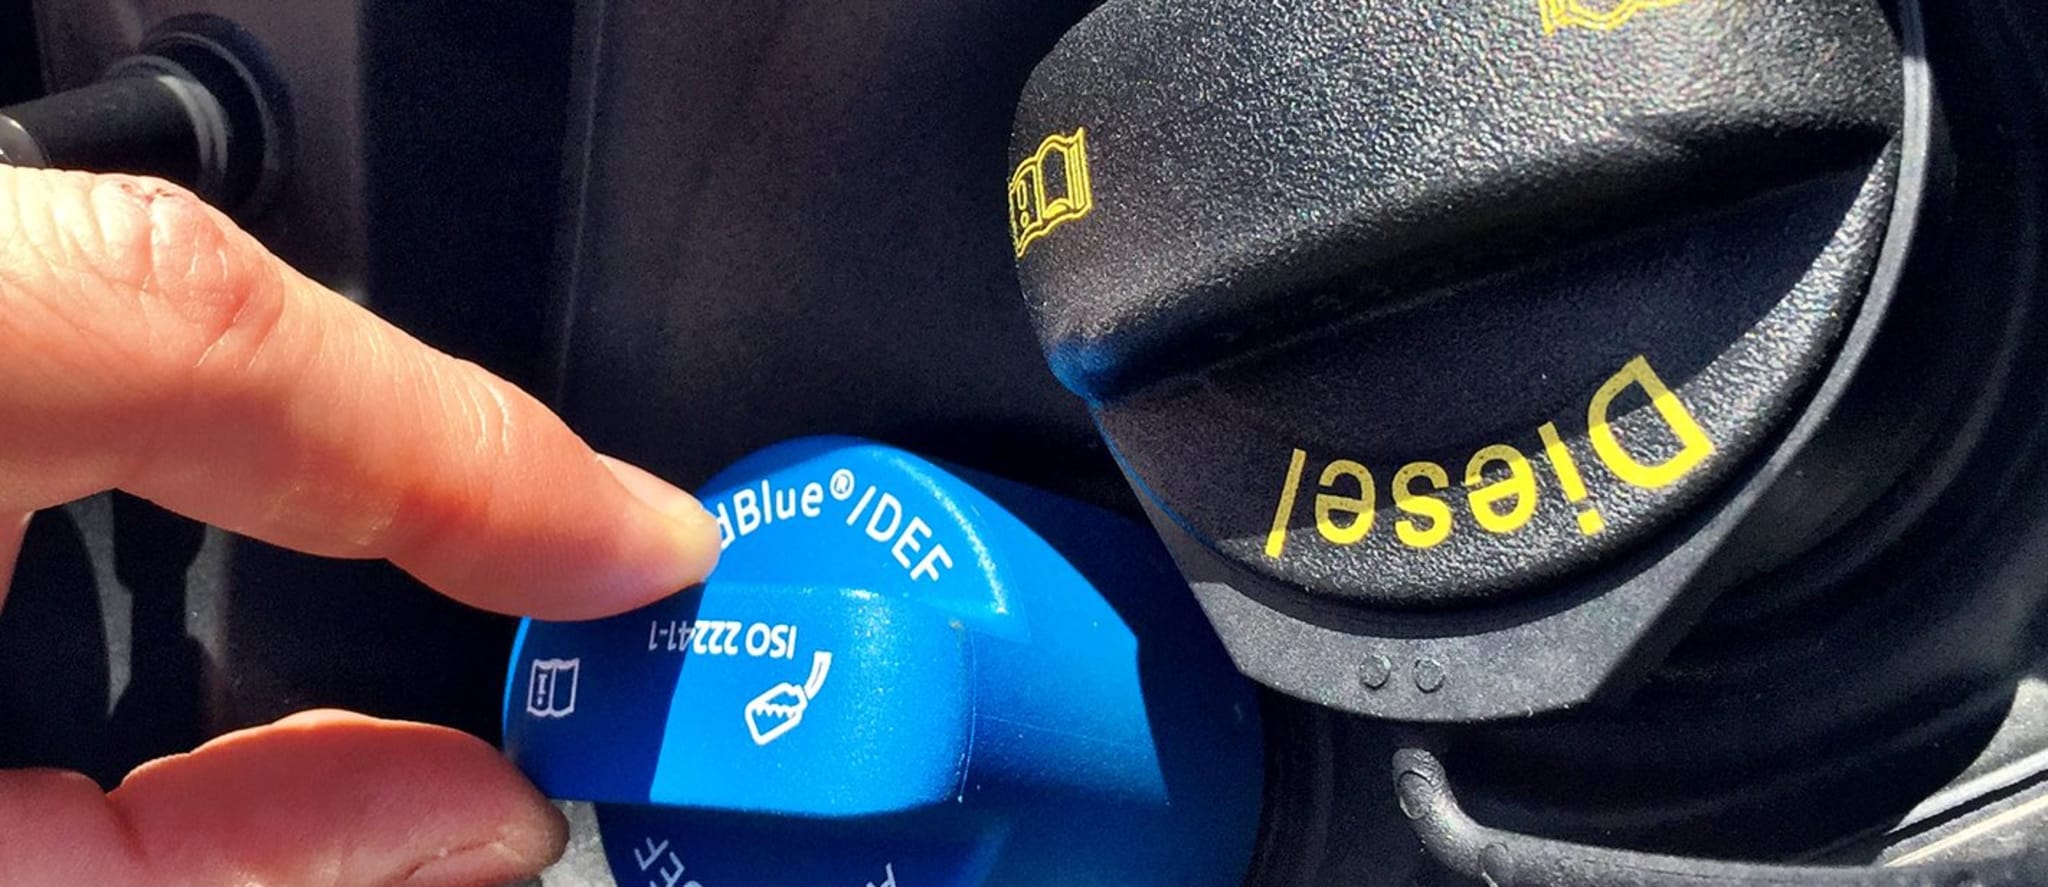 dBlue®/DEF
ISO 22241-1
Diesel